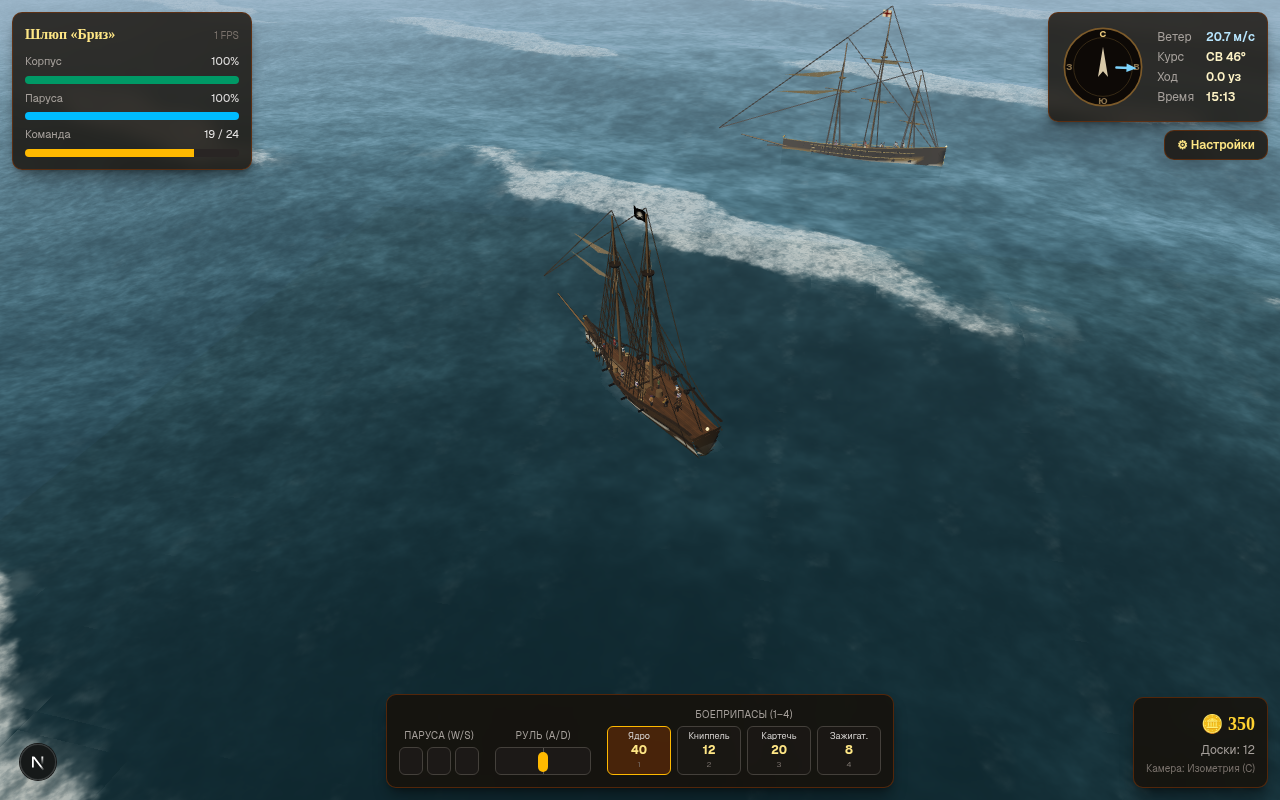 Шлюп «Бриз»
1 FPS
Корпус
100%
Паруса
100%
Команда
19 / 24
С
З
В
Ю
Ветер
20.7 м/с
Курс
СВ 46°
Ход
0.0 уз
Время
15:13
⚙ Настройки
ПАРУСА (W/S)
РУЛЬ (A/D)
БОЕПРИПАСЫ (1–4)
Ядро
40
1
Книппель
12
2
Картечь
20
3
Зажигат.
8
4
N
350
Доски: 12
Камера: Изометрия (C)